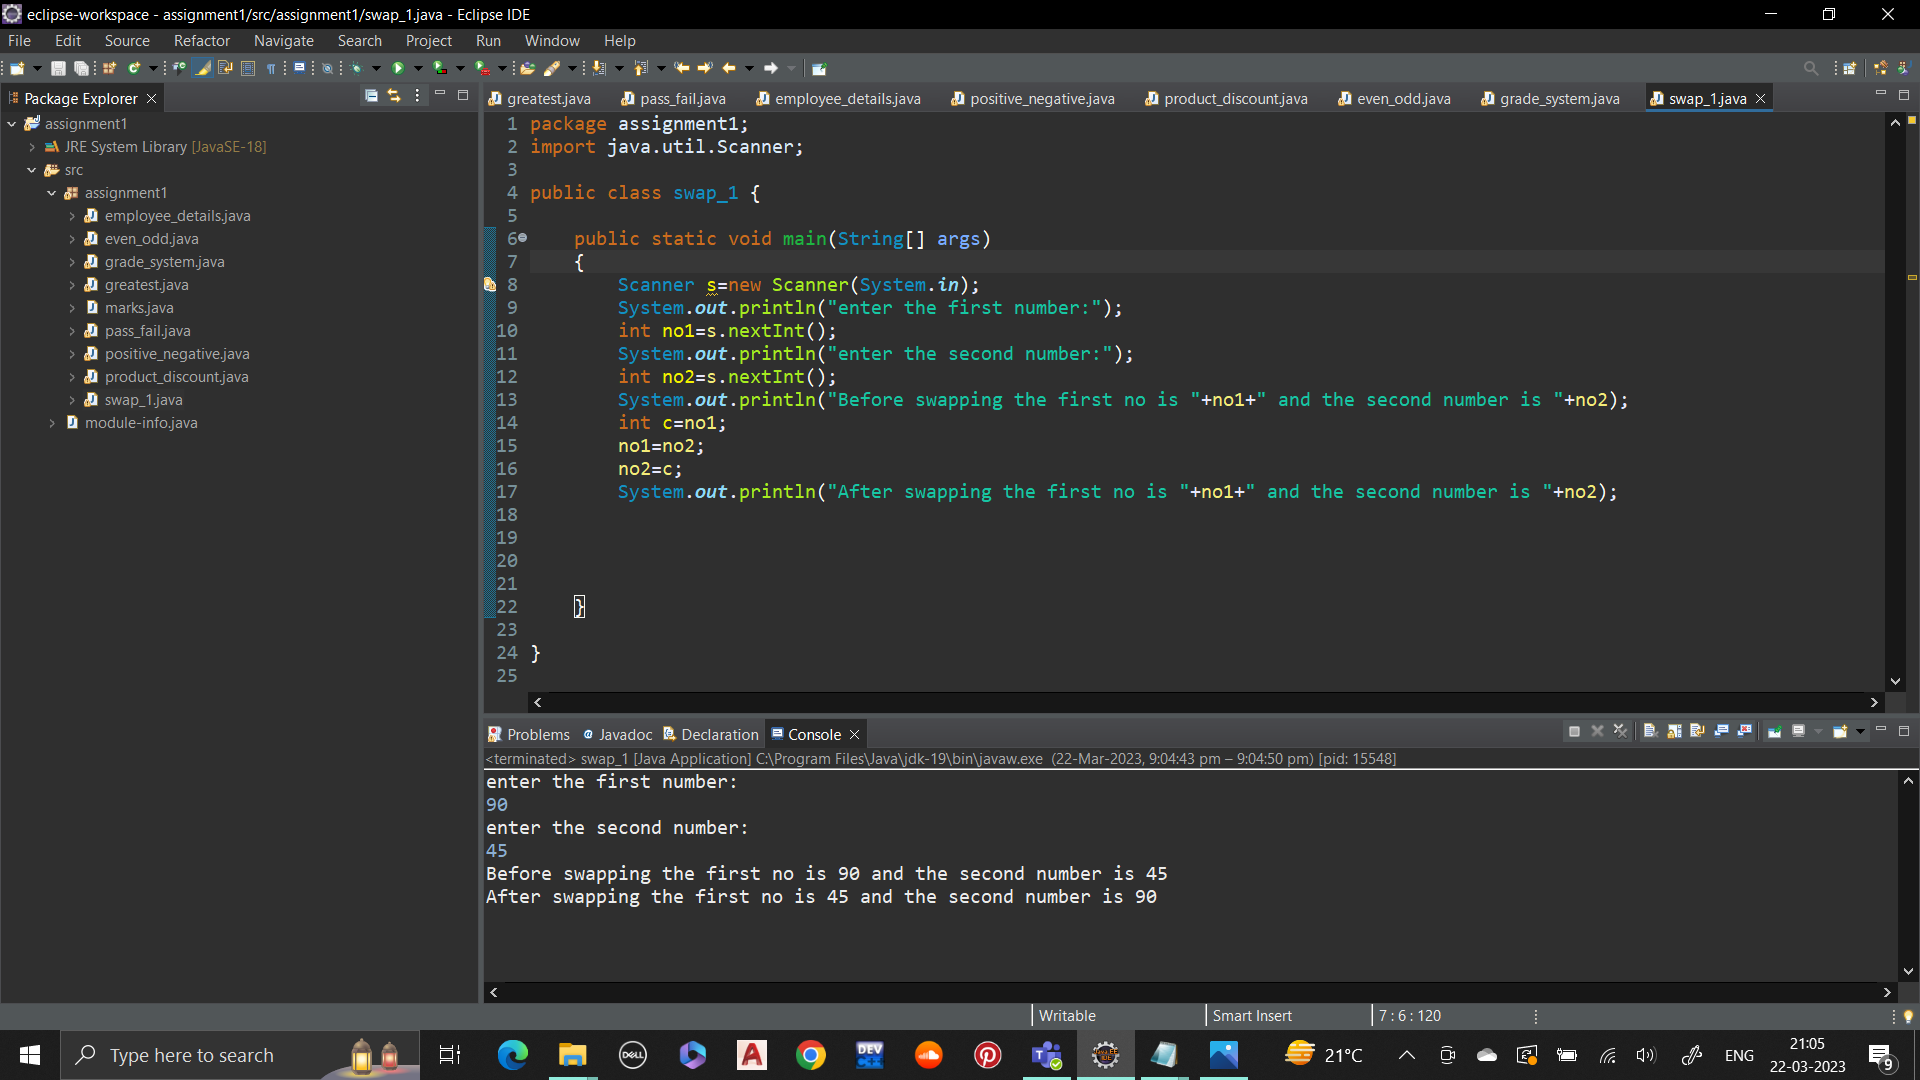 eclipse-workspace - assignment1/src/assignment1/swap_1.java - Eclipse IDE
File Edit Source Refactor Navigate Search Project Run Window Help
Package Explorer
assignment1
JRE System Library [JavaSE-18]
src
assignment1
employee_details.java
even_odd.java
grade_system.java
greatest.java
marks.java
pass_fail.java
positive_negative.java
product_discount.java
swap_1.java
module-info.java
greatest.java pass_fail.java employee_details.java positive_negative.java product_discount.java even_odd.java grade_system.java swap_1.java
1 package assignment1;
2 import java.util.Scanner;
3
4 public class swap_1 {
5
6 public static void main(String[] args)
7 {
8 Scanner s=new Scanner(System.in);
9 System.out.println("enter the first number:");
10 int no1=s.nextInt();
11 System.out.println("enter the second number:");
12 int no2=s.nextInt();
13 System.out.println("Before swapping the first no is "+no1+" and the second number is "+no2);
14 int c=no1;
15 no1=no2;
16 no2=c;
17 System.out.println("After swapping the first no is "+no1+" and the second number is "+no2);
18
19
20
21
22 }
23
24 }
25
Problems Javadoc Declaration Console
<terminated> swap_1 [Java Application] C:\Program Files\Java\jdk-19\bin\javaw.exe (22-Mar-2023, 9:04:43 pm – 9:04:50 pm) [pid: 15548]
enter the first number:
90
enter the second number:
45
Before swapping the first no is 90 and the second number is 45
After swapping the first no is 45 and the second number is 90
Writable Smart Insert 7 : 6 : 120
Type here to search
DELL
DEV
21°C
ENG
21:05
22-03-2023
9